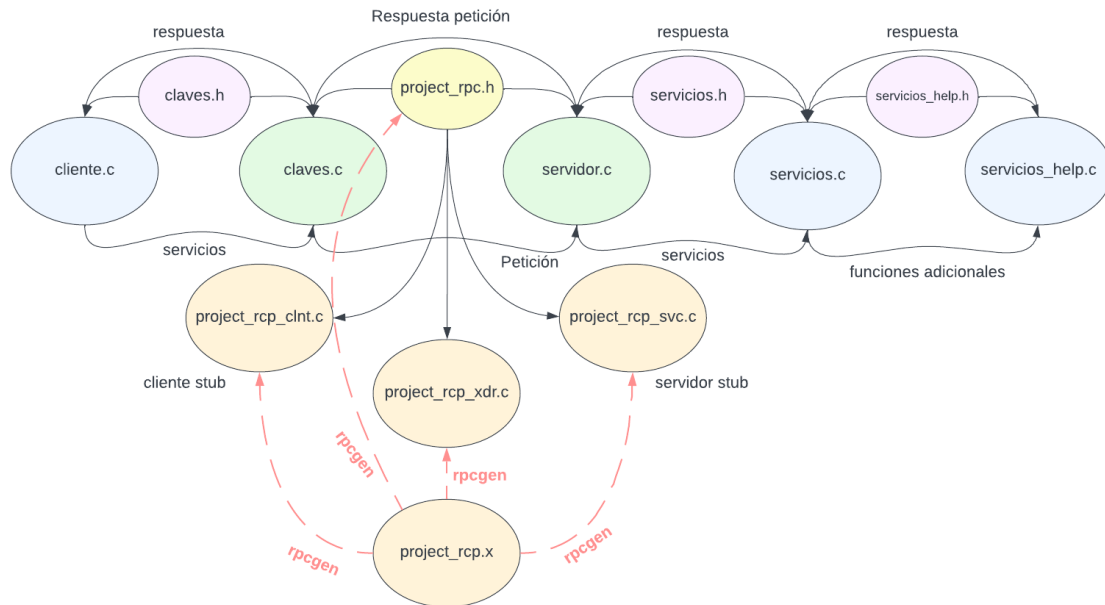 Respuesta petición
respuesta
respuesta
respuesta
claves.h
project_rpc.h
servicios.h
servicios_help.h
cliente.c
claves.c
servidor.c
servicios.c
servicios_help.c
servicios
Petición
servicios
funciones adicionales
project_rcp_clnt.c
project_rcp_svc.c
cliente stub
project_rcp_xdr.c
servidor stub
rpcgen
rpcgen
rpcgen
rpcgen
project_rcp.x